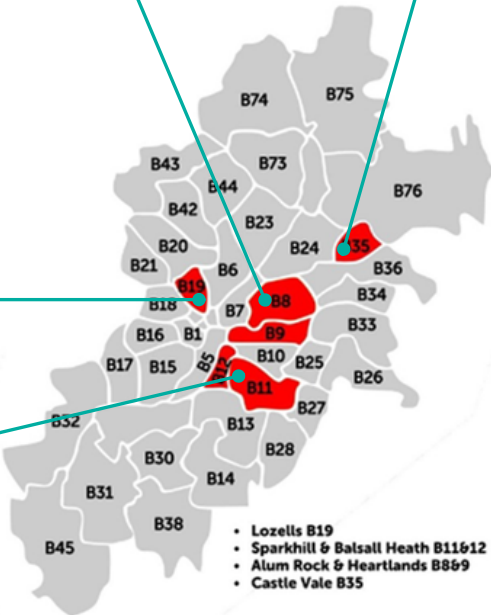 B74
B75
B43
B73
B44
B76
B42
B23
B20
B24
B35
B21
B6
B36
B19
B8
B34
B18
B7
B33
B16
B1
B9
B17
B15
B5
B12
B10
B25
B26
B11
B27
B32
B13
B28
B30
B14
B31
B38
B45
• Lozells B19
• Sparkhill & Balsall Heath B11&12
• Alum Rock & Heartlands B8&9
• Castle Vale B35